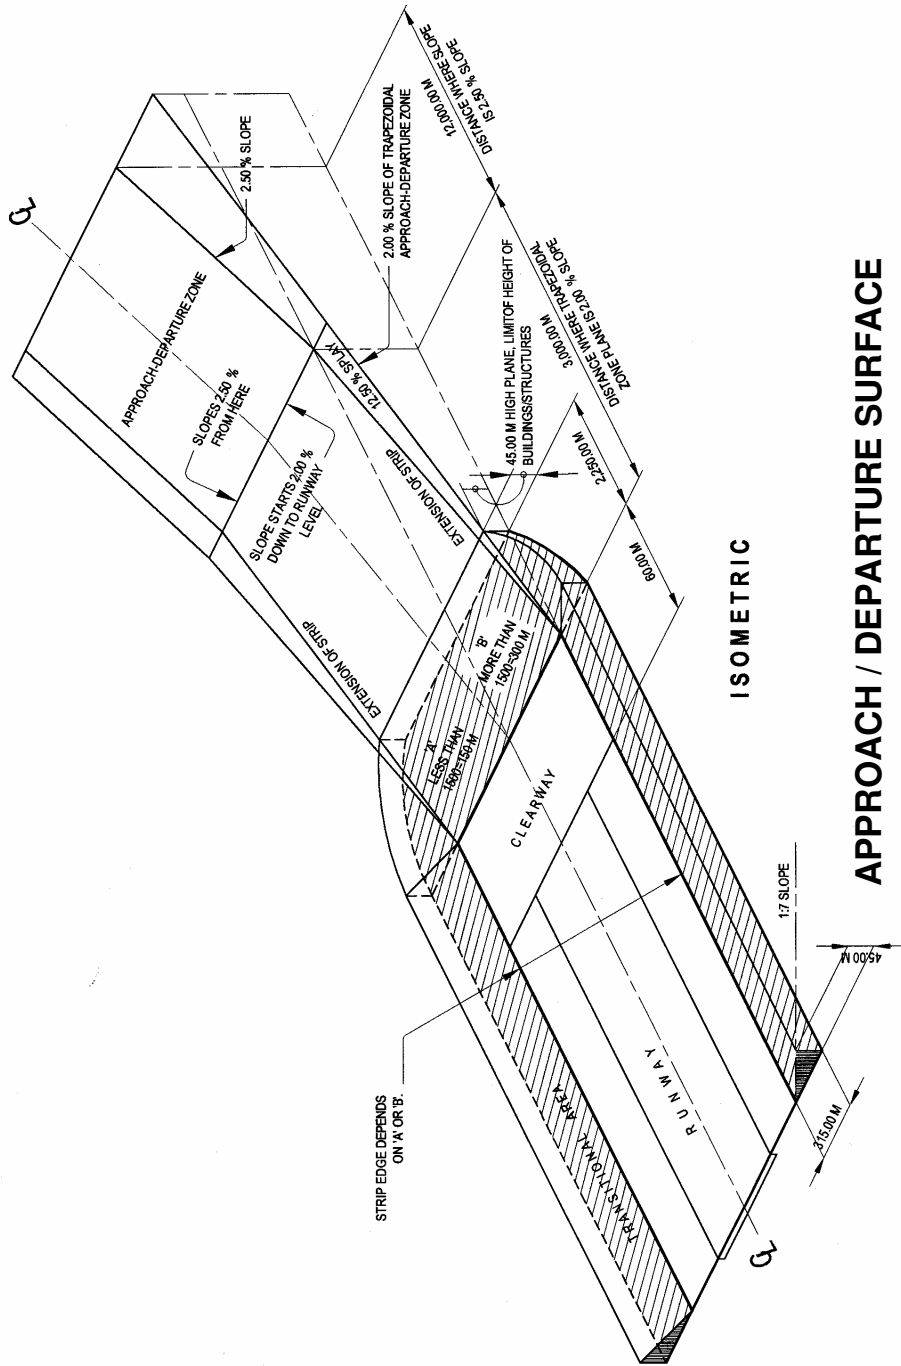 12,000.00 M
DISTANCE WHERE SLOPE
IS 2.50 % SLOPE
2.50 % SLOPE
2.00 % SLOPE OF TRAPEZOIDAL
APPROACH-DEPARTURE ZONE
CL
APPROACH-DEPARTURE ZONE
SLOPES 2.50 %
FROM HERE
12.50 % SPLAY
3,000.00 M
DISTANCE WHERE TRAPEZOIDAL
ZONE PLANE IS 2.00 % SLOPE
45.00 M HIGH PLANE, LIMITOF HEIGHT OF
BUILDINGS/STRUCTURES
SLOPE STARTS 2.00 %
DOWN TO RUNWAY
LEVEL
EXTENSION OF STRIP
2,250.00 M
60.00 M
EXTENSION OF STRIP
'B'
MORE THAN
1500=300 M
'A'
LESS THAN
1500=150 M
CLEARWAY
1:7 SLOPE
45.00 M
STRIP EDGE DEPENDS
ON 'A' OR 'B'.
TRANSITIONAL AREA
RUNWAY
315.00 M
CL
ISOMETRIC
APPROACH / DEPARTURE SURFACE